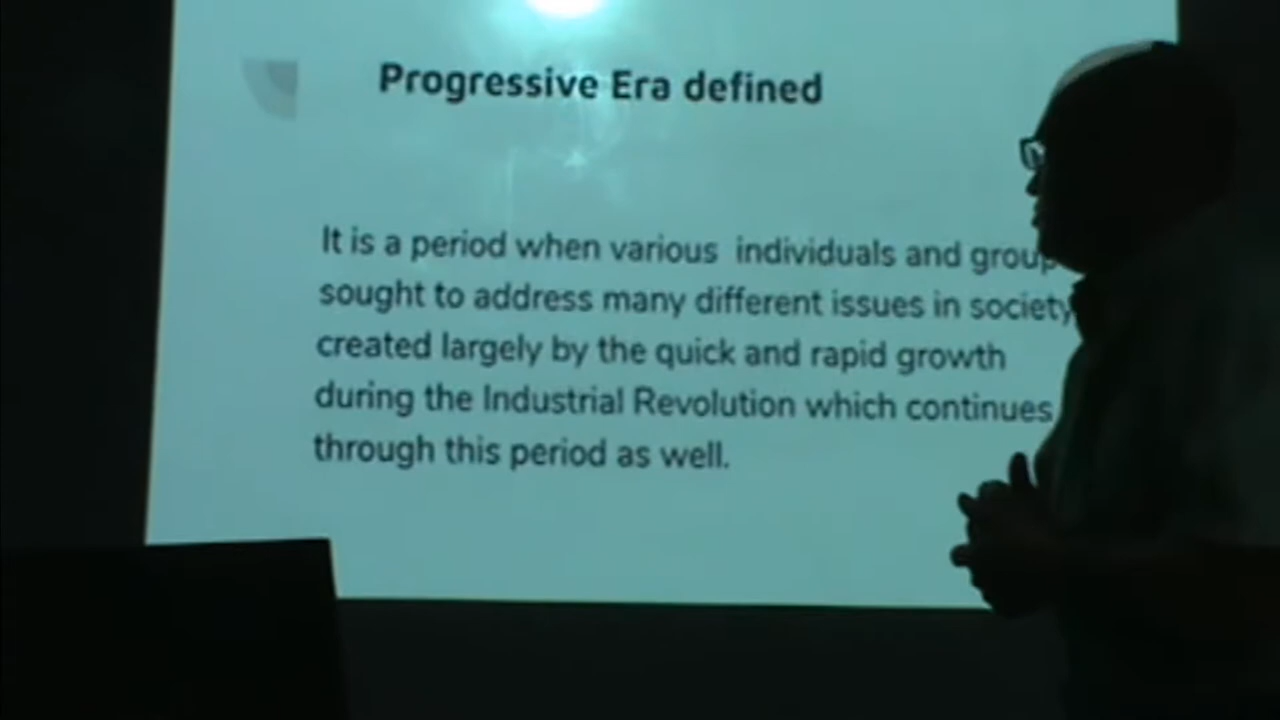 Progressive Era defined
It is a period when various individuals and group
sought to address many different issues in society
created largely by the quick and rapid growth
during the Industrial Revolution which continues
through this period as well.